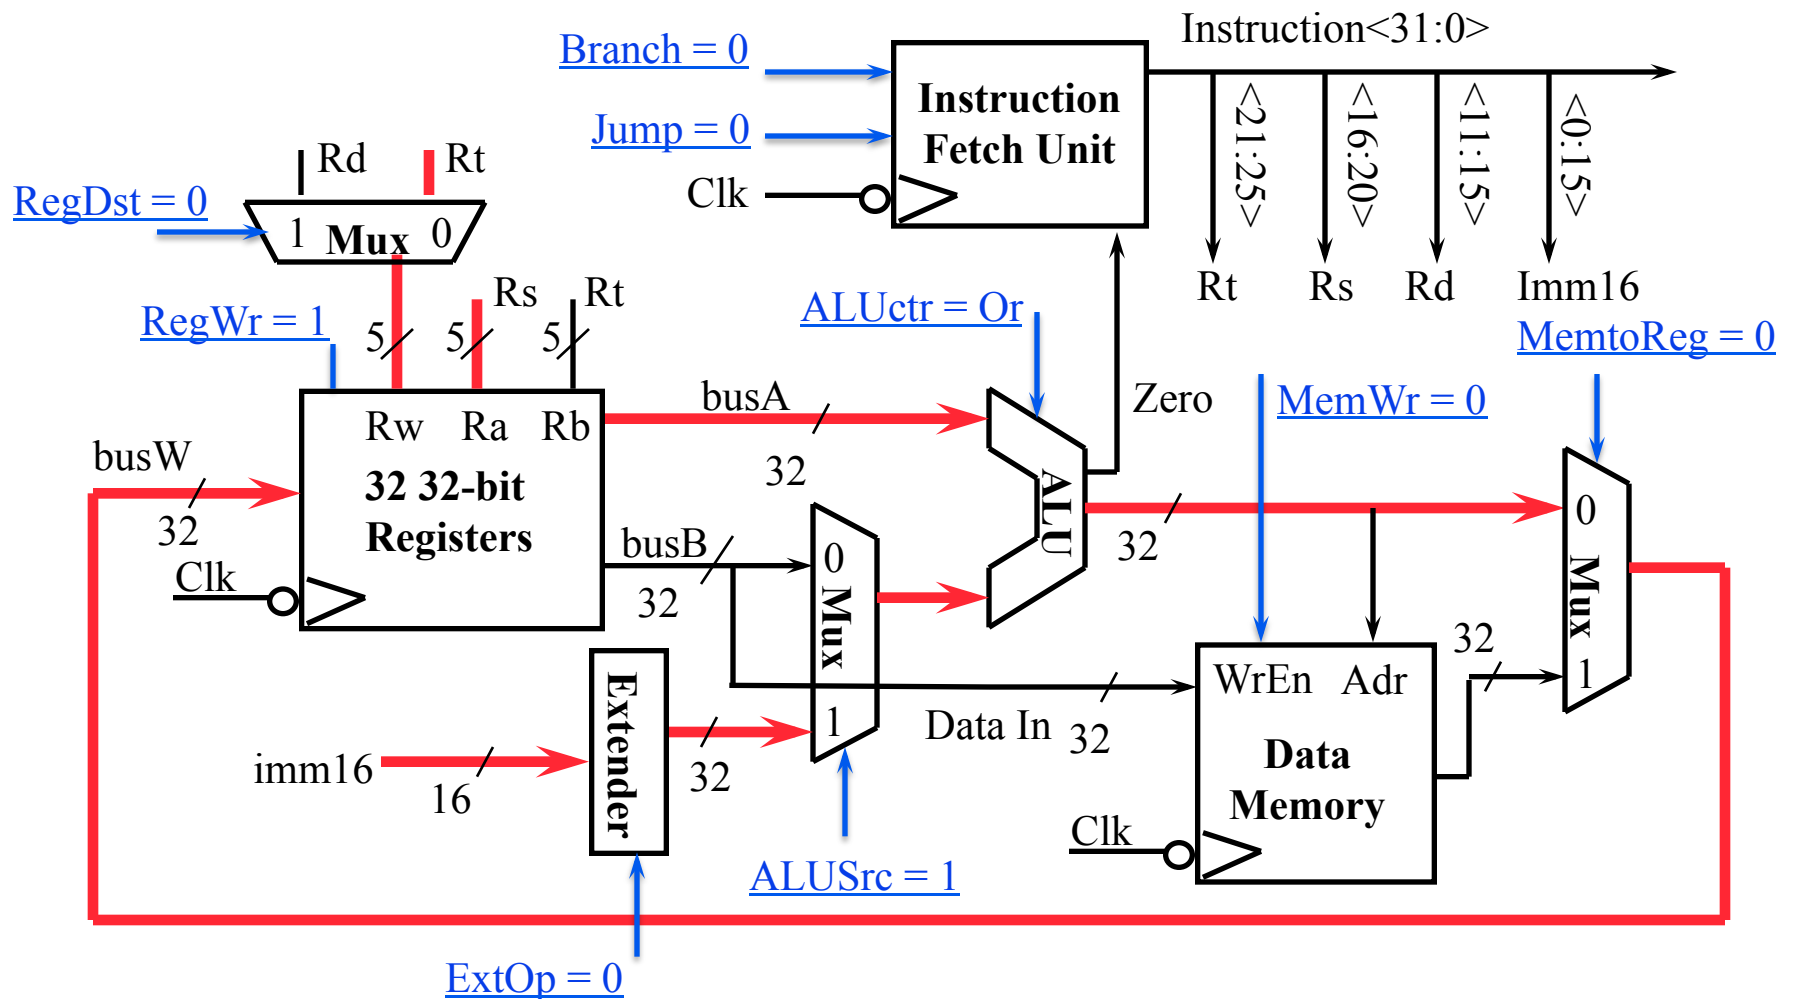 Instruction<31:0>
Branch = 0
Jump = 0
Clk
Instruction
Fetch Unit
<21:25>
<16:20>
<11:15>
<0:15>
Rt
Rs
Rd
Imm16
Rd
Rt
RegDst = 0
1
Mux
0
RegWr = 1
5
5
Rs
5
Rt
ALUctr = Or
Zero
MemWr = 0
MemtoReg = 0
busW
32
Rw
Ra
Rb
32 32-bit
Registers
Clk
busA
32
busB
32
0
Mux
1
ALU
32
0
Mux
1
imm16
16
Extender
32
Data In
32
WrEn
Adr
Data
Memory
32
Clk
ALUSrc = 1
ExtOp = 0